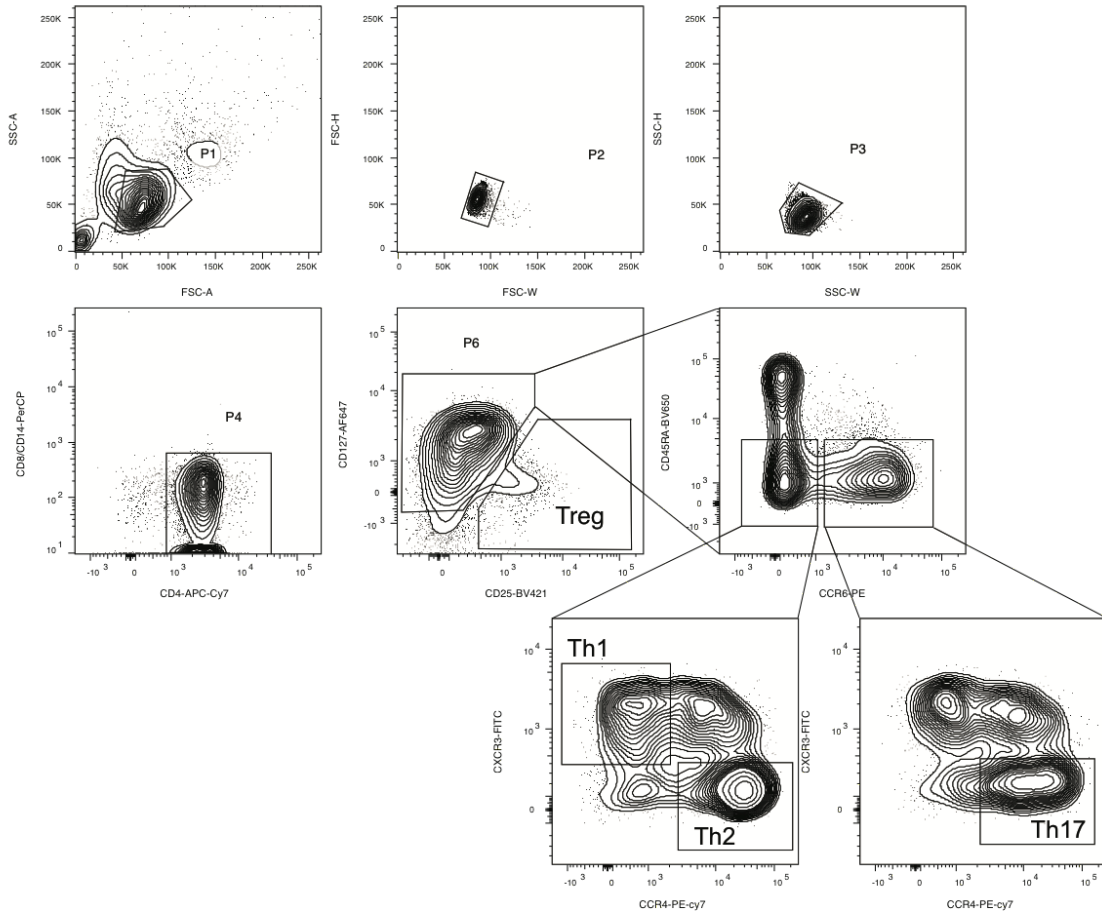 250K
200K
150K
100K
50K
0
SSC-A
P1
0 50K 100K 150K 200K 250K
FSC-A
250K
200K
150K
100K
50K
0
FSC-H
P2
0 50K 100K 150K 200K 250K
FSC-W
250K
200K
150K
100K
50K
0
SSC-H
P3
50K 100K 150K 200K 250K
SSC-W
10 5
10 4
10 3
10 2
10 1
CD8/CD14-PerCP
P4
-10 3 0 10 3 10 4 10 5
CD4-APC-Cy7
10 5
10 4
10 3
0
-10 3
CD127-AF647
P6
Treg
0 10 3 10 4 10 5
CD25-BV421
10 5
10 4
10 3
0
-10 3
CD45RA-BV650
-10 3 0 10 3 10 4 10 5
CCR6-PE
10 4
10 3
0
CXCR3-FITC
Th1
Th2
-10 3 0 10 3 10 4 10 5
CCR4-PE-cy7
10 4
10 3
0
CXCR3-FITC
Th17
-10 3 0 10 3 10 4 10 5
CCR4-PE-cy7